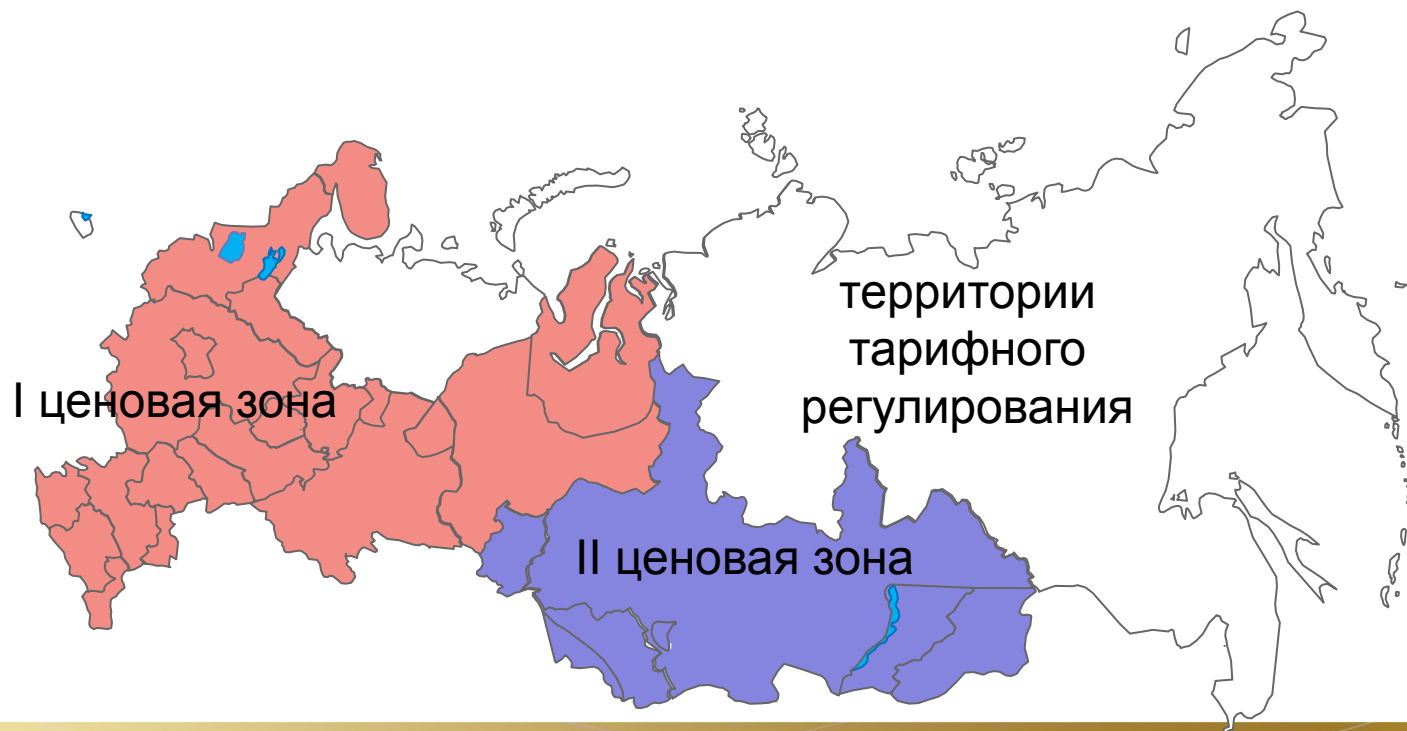 территории
тарифного
регулирования
I ценовая зона
II ценовая зона